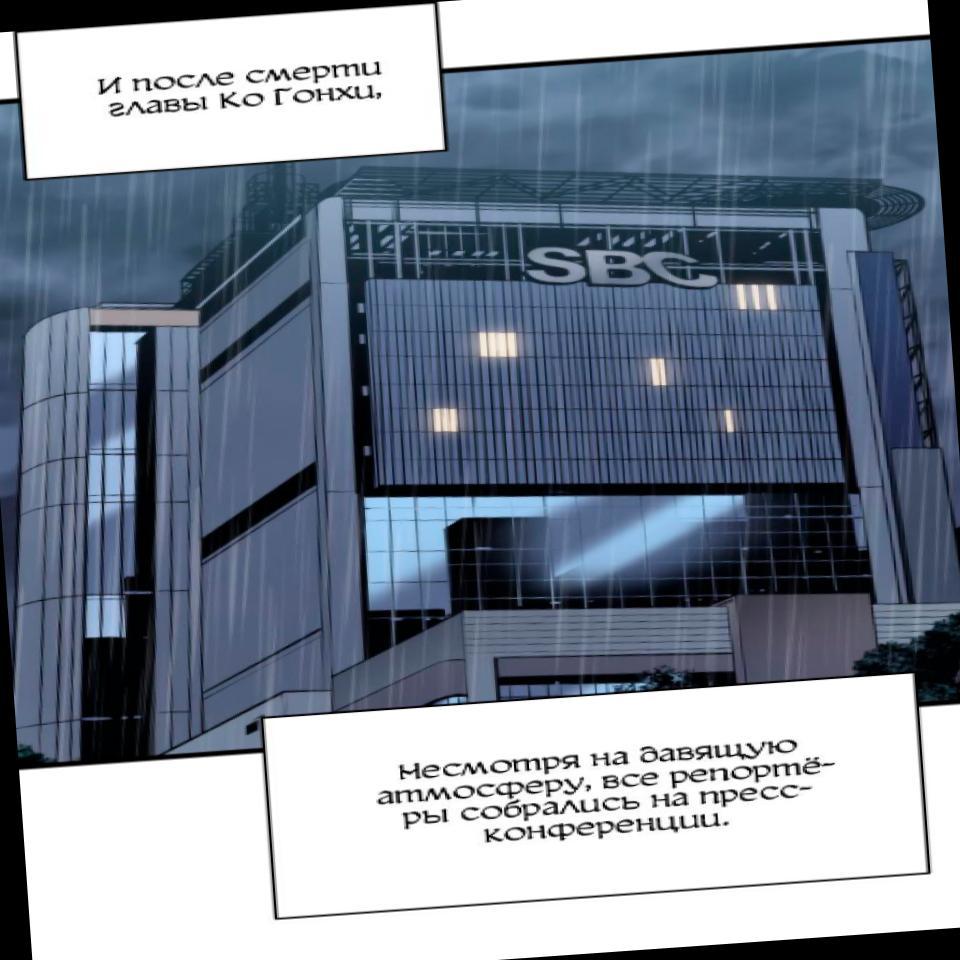 И после смерти
главы Ко Гонхи,
SBC
Несмотря на давящую
атмосферу, все репортё-
ры собрались на пресс-
конференции.